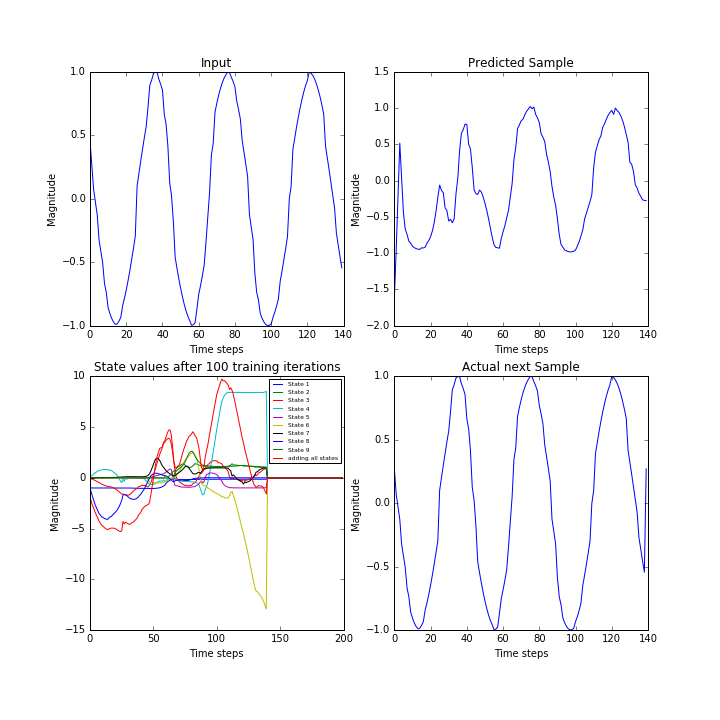 Input
1.0
0.5
0.0
−0.5
−1.0
Magnitude
0 20 40 60 80 100 120 140
Time steps
Predicted Sample
1.5
1.0
0.5
0.0
−0.5
−1.0
−1.5
−2.0
Magnitude
0 20 40 60 80 100 120 140
Time steps
State values after 100 training iterations
10
5
0
−5
−10
−15
Magnitude
0 50 100 150 200
Time steps
State 1
State 2
State 3
State 4
State 5
State 6
State 7
State 8
State 9
adding all states
Actual next Sample
1.0
0.5
0.0
−0.5
−1.0
Magnitude
0 20 40 60 80 100 120 140
Time steps